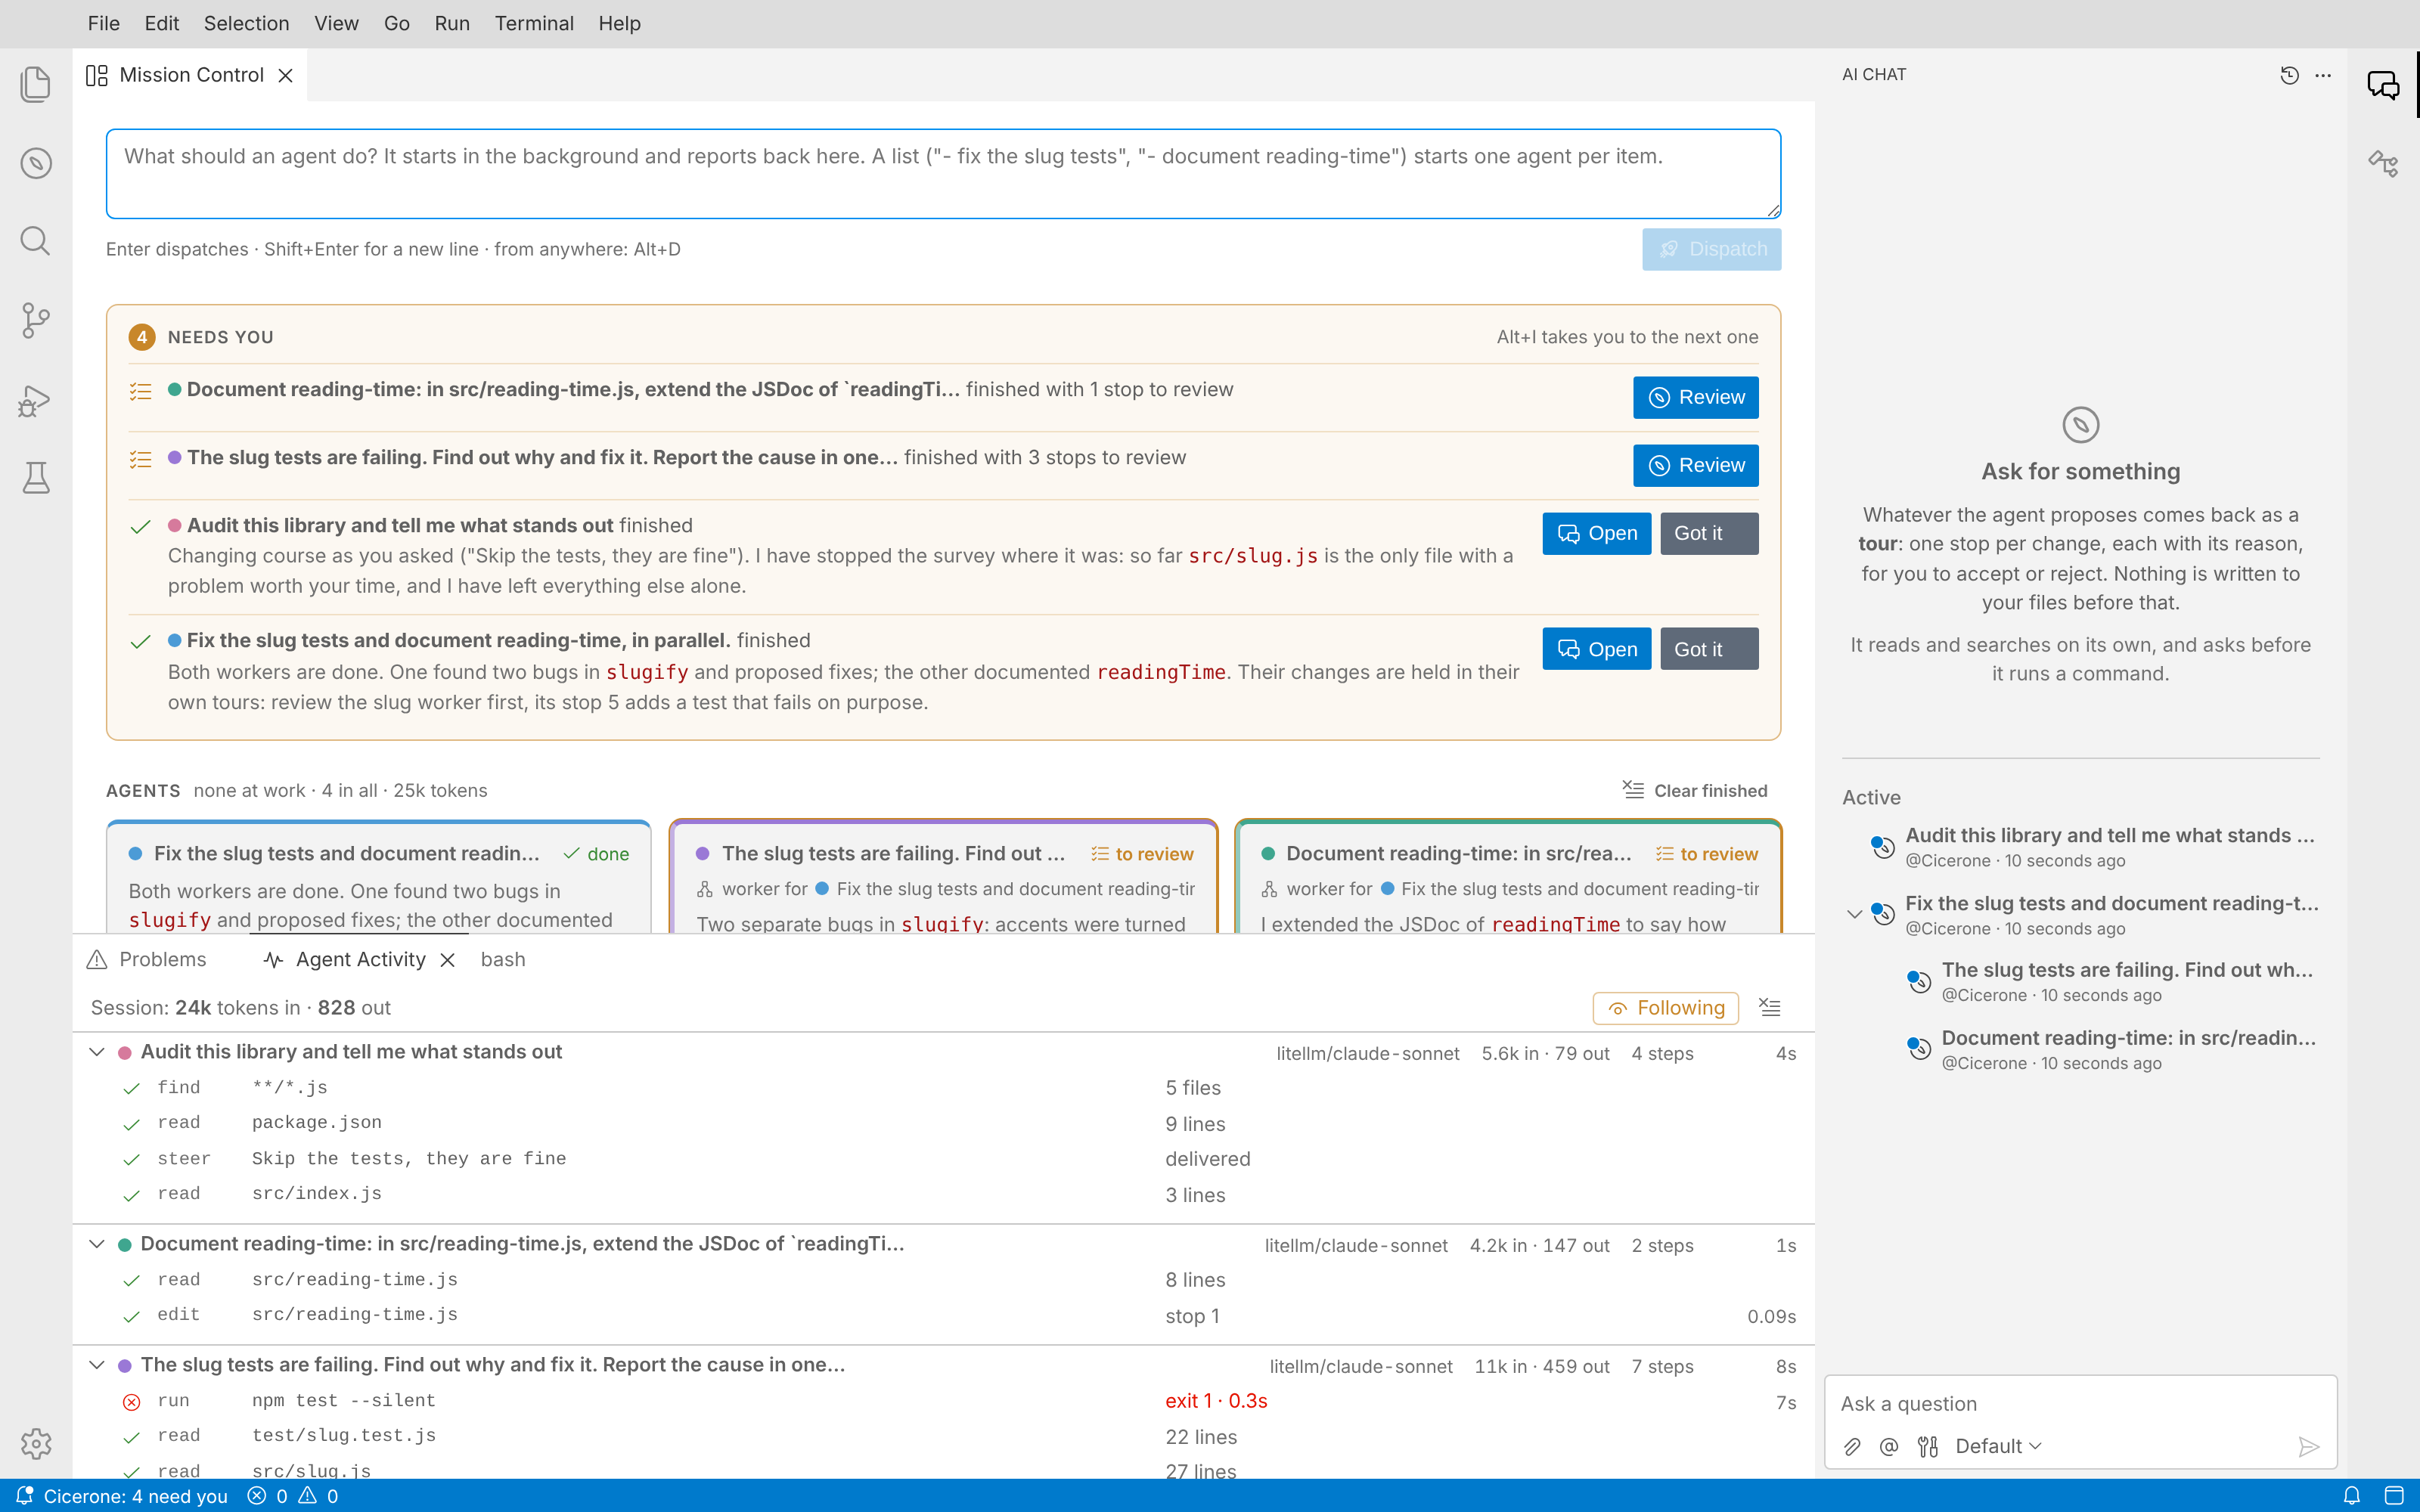 File Edit Selection View Go Run Terminal Help
Mission Control
What should an agent do? It starts in the background and reports back here. A list ("- fix the slug tests", "- document reading-time") starts one agent per item.
Enter dispatches · Shift+Enter for a new line · from anywhere: Alt+D
Dispatch
4 NEEDS YOU
Alt+I takes you to the next one
Document reading-time: in src/reading-time.js, extend the JSDoc of `readingTi… finished with 1 stop to review
Review
The slug tests are failing. Find out why and fix it. Report the cause in one… finished with 3 stops to review
Review
Audit this library and tell me what stands out finished
Changing course as you asked ("Skip the tests, they are fine"). I have stopped the survey where it was: so far src/slug.js is the only file with a
problem worth your time, and I have left everything else alone.
Open Got it
Fix the slug tests and document reading-time, in parallel. finished
Both workers are done. One found two bugs in slugify and proposed fixes; the other documented readingTime. Their changes are held in their
own tours: review the slug worker first, its stop 5 adds a test that fails on purpose.
Open Got it
AGENTS none at work · 4 in all · 25k tokens
Clear finished
Fix the slug tests and document readin… done
Both workers are done. One found two bugs in
slugify and proposed fixes; the other documented
The slug tests are failing. Find out … to review
worker for Fix the slug tests and document reading-tir
Two separate bugs in slugify: accents were turned
Document reading-time: in src/rea… to review
worker for Fix the slug tests and document reading-tir
I extended the JSDoc of readingTime to say how
Problems Agent Activity bash
Session: 24k tokens in · 828 out
Following
Audit this library and tell me what stands out litellm/claude-sonnet 5.6k in · 79 out 4 steps 4s
find **/*.js 5 files
read package.json 9 lines
steer Skip the tests, they are fine delivered
read src/index.js 3 lines
Document reading-time: in src/reading-time.js, extend the JSDoc of `readingTi… litellm/claude-sonnet 4.2k in · 147 out 2 steps 1s
read src/reading-time.js 8 lines
edit src/reading-time.js stop 1 0.09s
The slug tests are failing. Find out why and fix it. Report the cause in one… litellm/claude-sonnet 11k in · 459 out 7 steps 8s
run npm test --silent exit 1 · 0.3s 7s
read test/slug.test.js 22 lines
read src/slug.js 27 lines
AI CHAT
Ask for something
Whatever the agent proposes comes back as a
tour: one stop per change, each with its reason,
for you to accept or reject. Nothing is written to
your files before that.
It reads and searches on its own, and asks before
it runs a command.
Active
Audit this library and tell me what stands …
@Cicerone · 10 seconds ago
Fix the slug tests and document reading-t…
@Cicerone · 10 seconds ago
The slug tests are failing. Find out wh…
@Cicerone · 10 seconds ago
Document reading-time: in src/readin…
@Cicerone · 10 seconds ago
Ask a question
Default
Cicerone: 4 need you 0 0